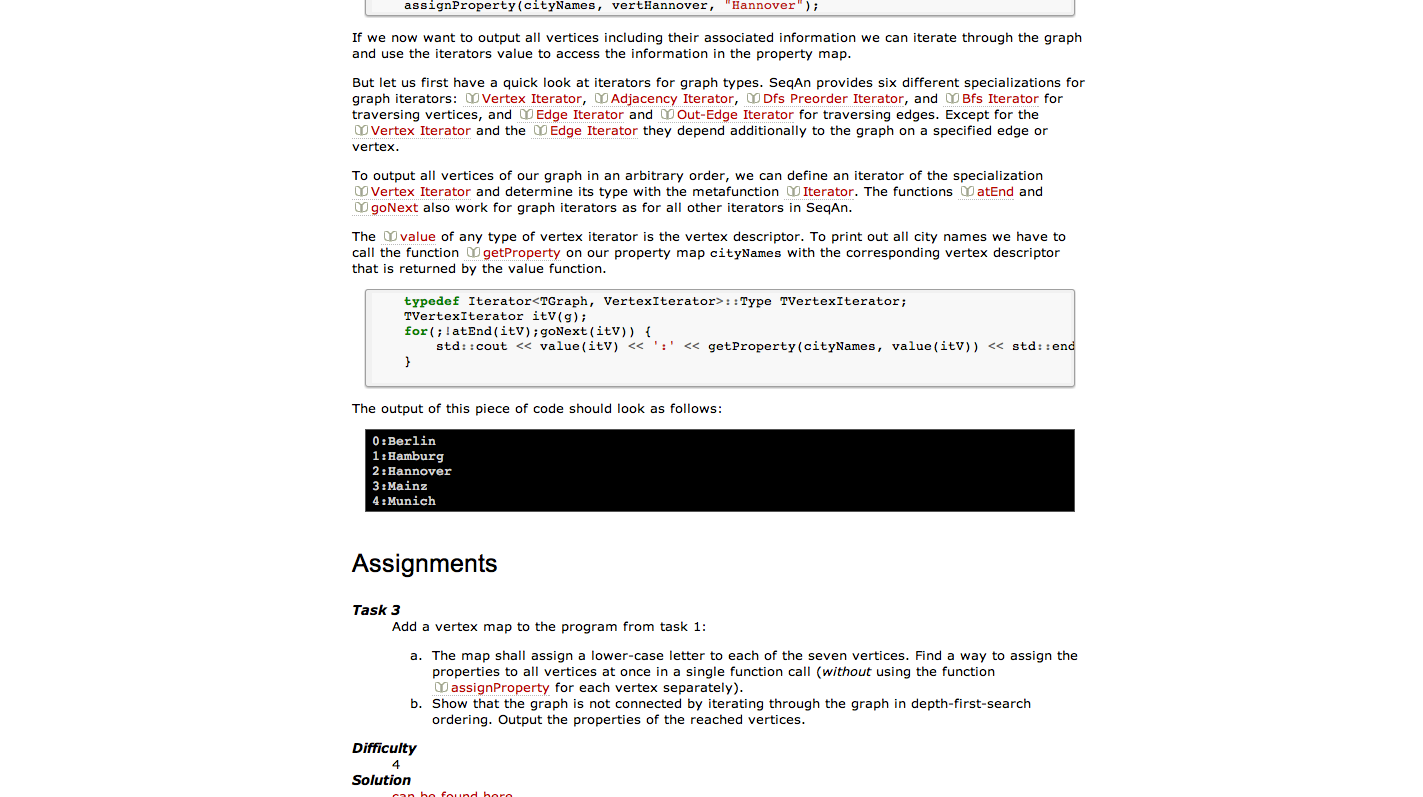 assignProperty(cityNames, vertHannover, "Hannover");
If we now want to output all vertices including their associated information we can iterate through the graph
and use the iterators value to access the information in the property map.
But let us first have a quick look at iterators for graph types. SeqAn provides six different specializations for
graph iterators: Vertex Iterator, Adjacency Iterator, Dfs Preorder Iterator, and Bfs Iterator for
traversing vertices, and Edge Iterator and Out-Edge Iterator for traversing edges. Except for the
Vertex Iterator and the Edge Iterator they depend additionally to the graph on a specified edge or
vertex.
To output all vertices of our graph in an arbitrary order, we can define an iterator of the specialization
Vertex Iterator and determine its type with the metafunction Iterator. The functions atEnd and
goNext also work for graph iterators as for all other iterators in SeqAn.
The value of any type of vertex iterator is the vertex descriptor. To print out all city names we have to
call the function getProperty on our property map cityNames with the corresponding vertex descriptor
that is returned by the value function.
typedef Iterator<TGraph, VertexIterator>::Type TVertexIterator;
TVertexIterator itV(g);
for(;!atEnd(itV);goNext(itV)) {
std::cout << value(itV) << ':' << getProperty(cityNames, value(itV)) << std::end
}
The output of this piece of code should look as follows:
0:Berlin
1:Hamburg
2:Hannover
3:Mainz
4:Munich
Assignments
Task 3
Add a vertex map to the program from task 1:
a. The map shall assign a lower-case letter to each of the seven vertices. Find a way to assign the
properties to all vertices at once in a single function call (without using the function
assignProperty for each vertex separately).
b. Show that the graph is not connected by iterating through the graph in depth-first-search
ordering. Output the properties of the reached vertices.
Difficulty
4
Solution
can be found here